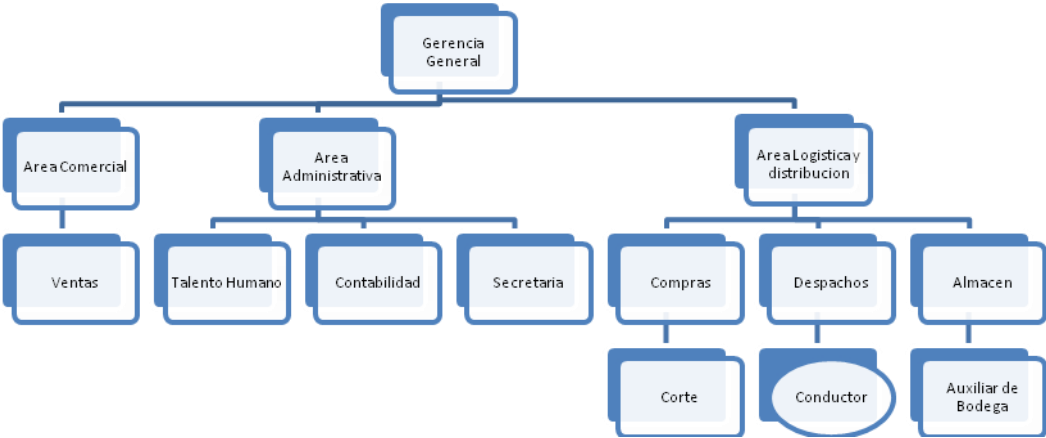 Gerencia
General
Area Comercial
Area
Administrativa
Area Logistica y
distribucion
Ventas
Talento Humano
Contabilidad
Secretaria
Compras
Despachos
Almacen
Corte
Conductor
Auxiliar de
Bodega